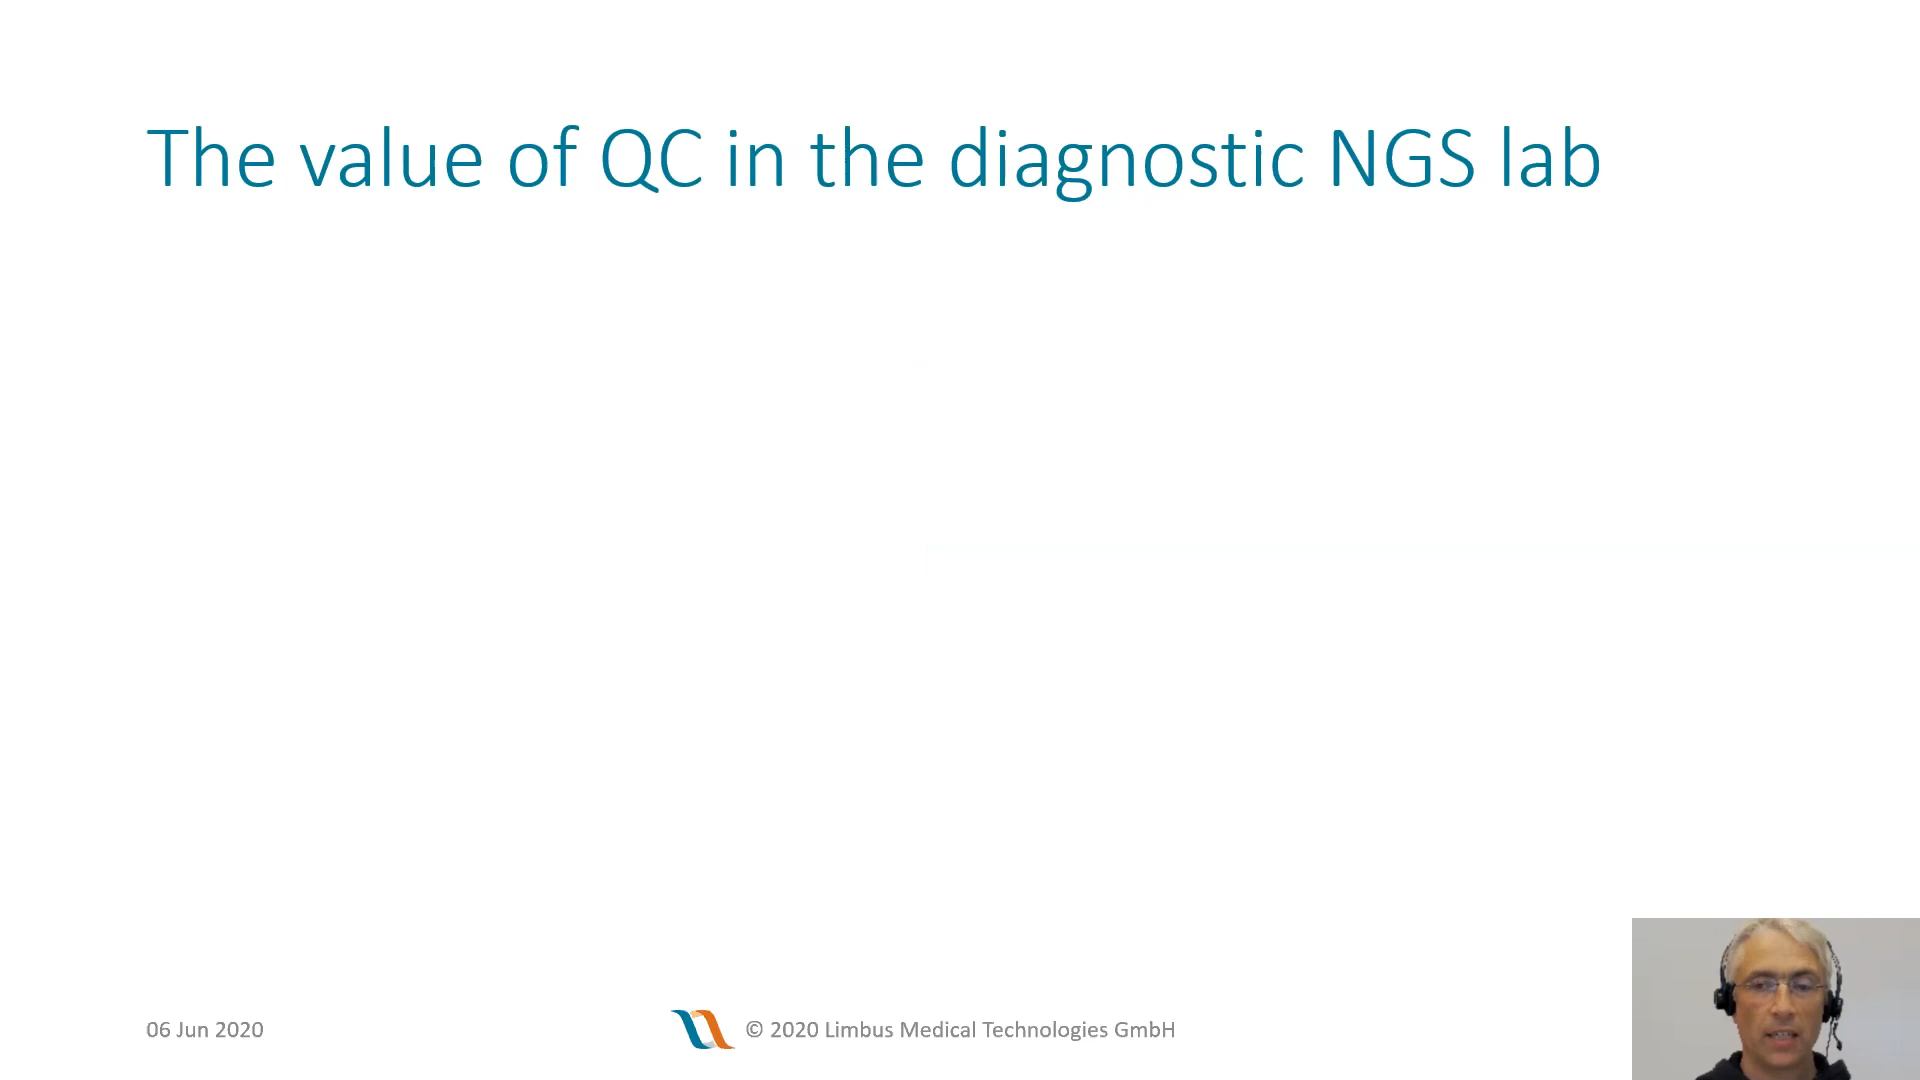 The value of QC in the diagnostic NGS lab
06 Jun 2020
© 2020 Limbus Medical Technologies GmbH